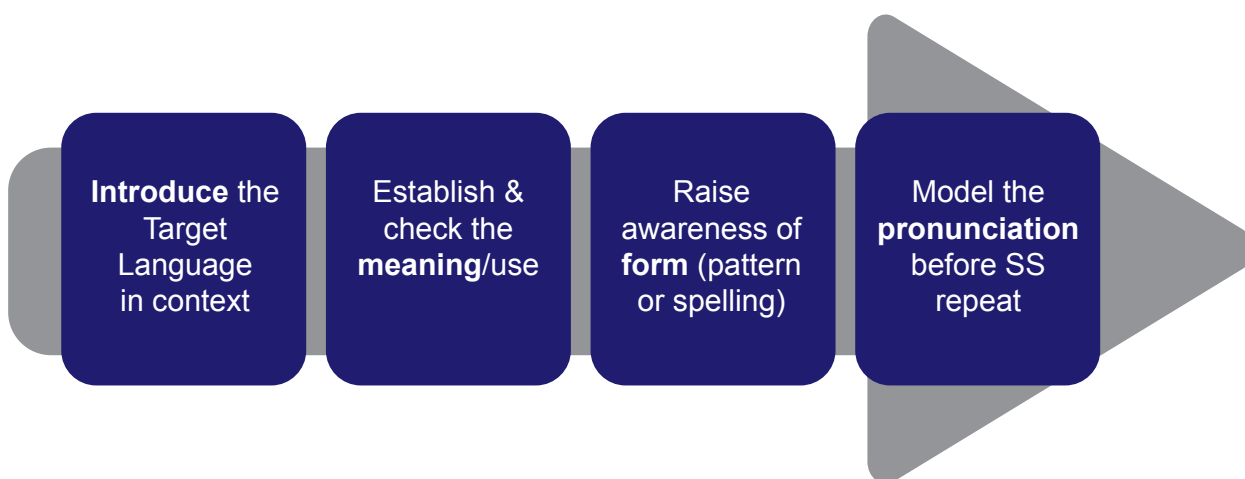 Introduce the
Target
Language
in context
Establish &
check the
meaning/use
Raise
awareness of
form (pattern
or spelling)
Model the
pronunciation
before SS
repeat